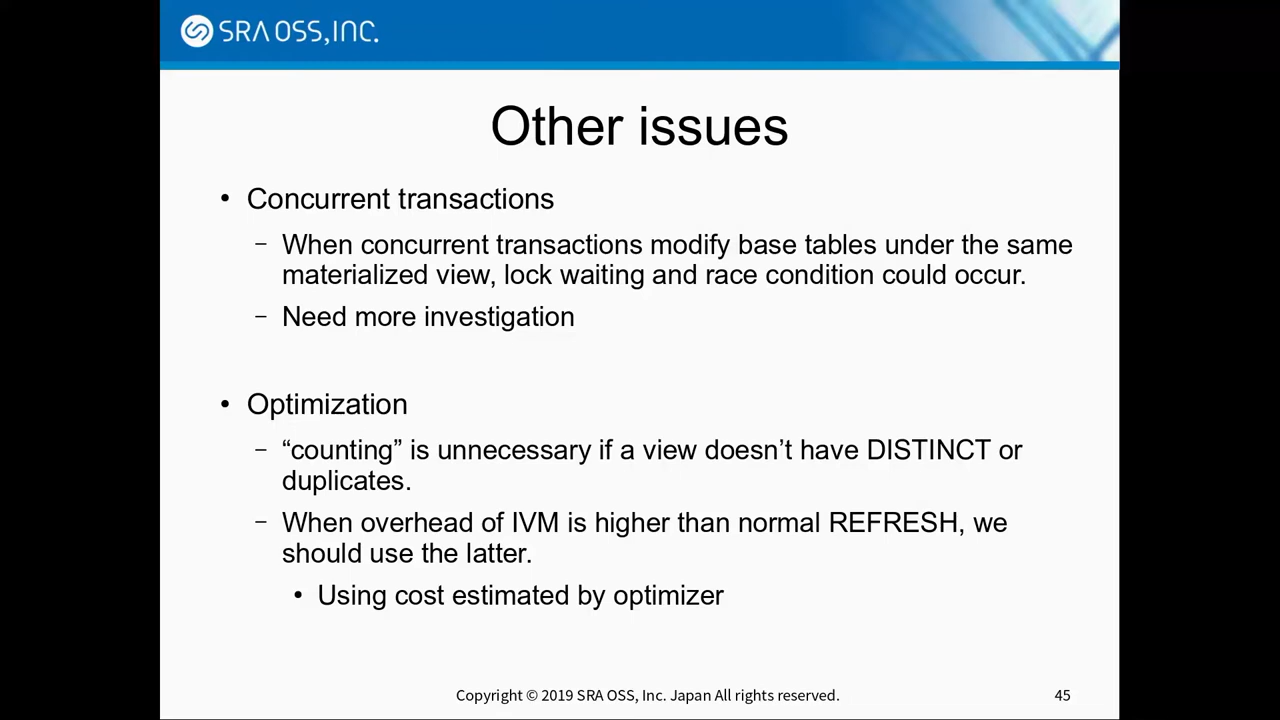 SRA OSS, INC.
Other issues
• Concurrent transactions
– When concurrent transactions modify base tables under the same
materialized view, lock waiting and race condition could occur.
– Need more investigation
• Optimization
– “counting” is unnecessary if a view doesn’t have DISTINCT or
duplicates.
– When overhead of IVM is higher than normal REFRESH, we
should use the latter.
• Using cost estimated by optimizer
Copyright © 2019 SRA OSS, Inc. Japan All rights reserved.
45